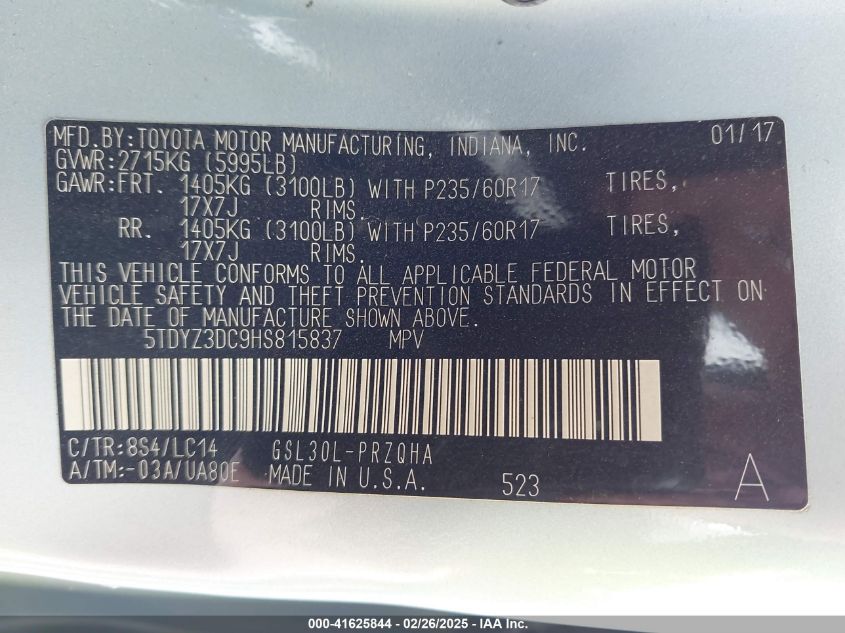 MFD.BY:TOYOTA MOTOR MANUFACTURING, INDIANA, INC. 01/17
GVWR:2715KG (5995LB)
GAWR:FRT. 1405KG (3100LB) WITH P235/60R17 TIRES,
17X7J RIMS.
RR. 1405KG (3100LB) WITH P235/60R17 TIRES,
17X7J RIMS.
THIS VEHICLE CONFORMS TO ALL APPLICABLE FEDERAL MOTOR
VEHICLE SAFETY AND THEFT PREVENTION STANDARDS IN EFFECT ON
THE DATE OF MANUFACTURE SHOWN ABOVE.
5TDYZ3DC9HS815837 MPV
C/TR:8S4/LC14 GSL30L-PRZQHA
A/TM:-03A/UA80E MADE IN U.S.A. 523 A
000-41625844 | 02/26/2025 - IAAI.com